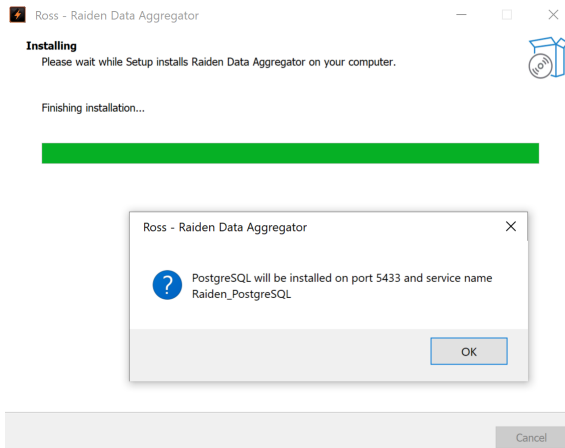 Ross - Raiden Data Aggregator
Installing
Please wait while Setup installs Raiden Data Aggregator on your computer.
Finishing installation...
Ross - Raiden Data Aggregator
PostgreSQL will be installed on port 5433 and service name
Raiden_PostgreSQL
OK
Cancel